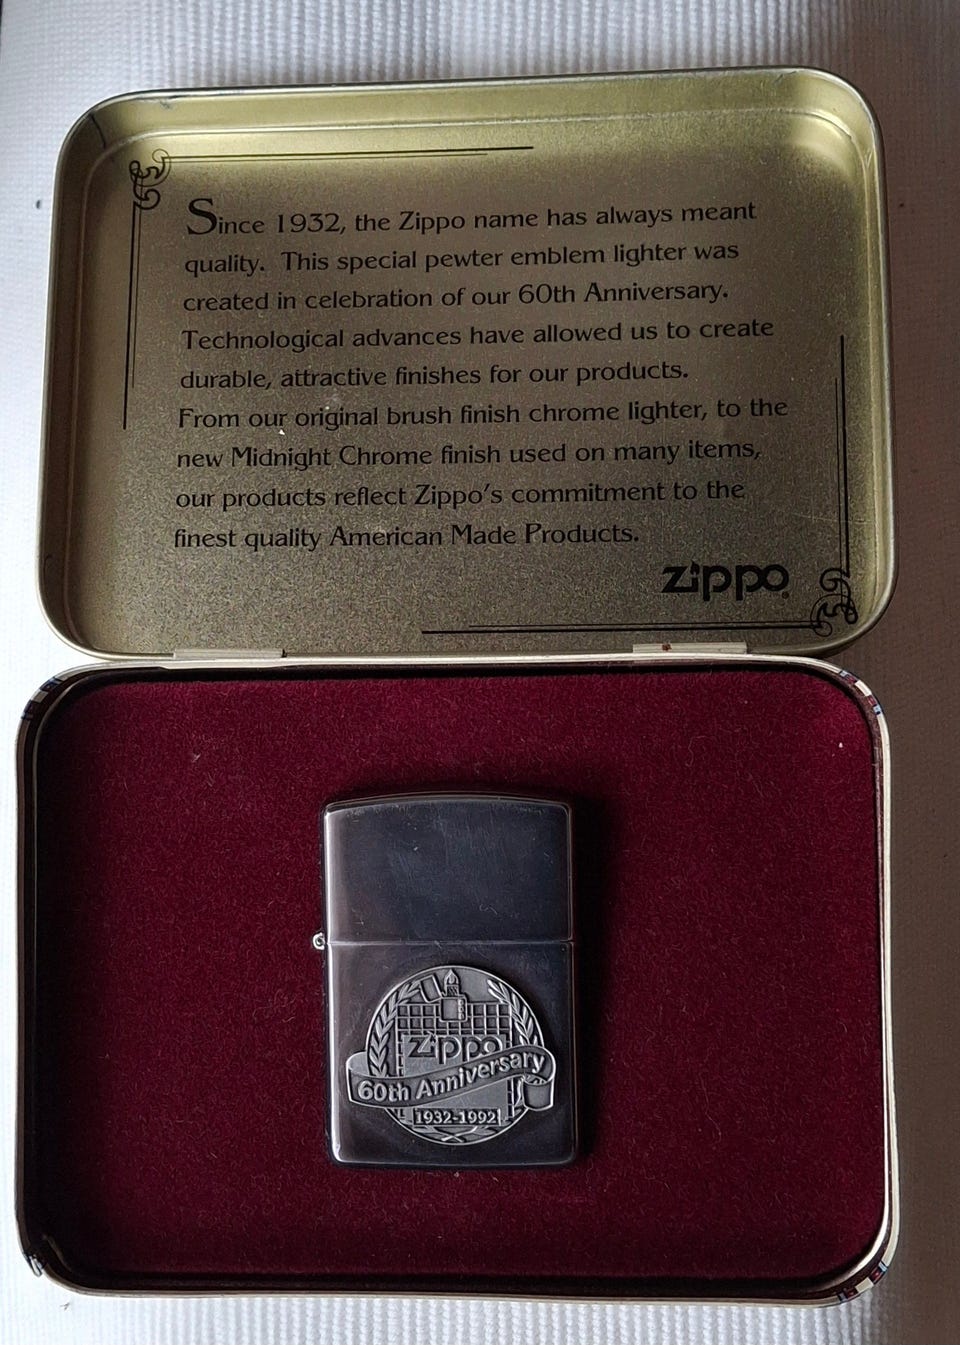 Since 1932, the Zippo name has always meant
quality. This special pewter emblem lighter was
created in celebration of our 60th Anniversary.
Technological advances have allowed us to create
durable, attractive finishes for our products.
From our original brush finish chrome lighter, to the
new Midnight Chrome finish used on many items,
our products reflect Zippo's commitment to the
finest quality American Made Products.
zippo®
Zippo
60th Anniversary
1932-1992